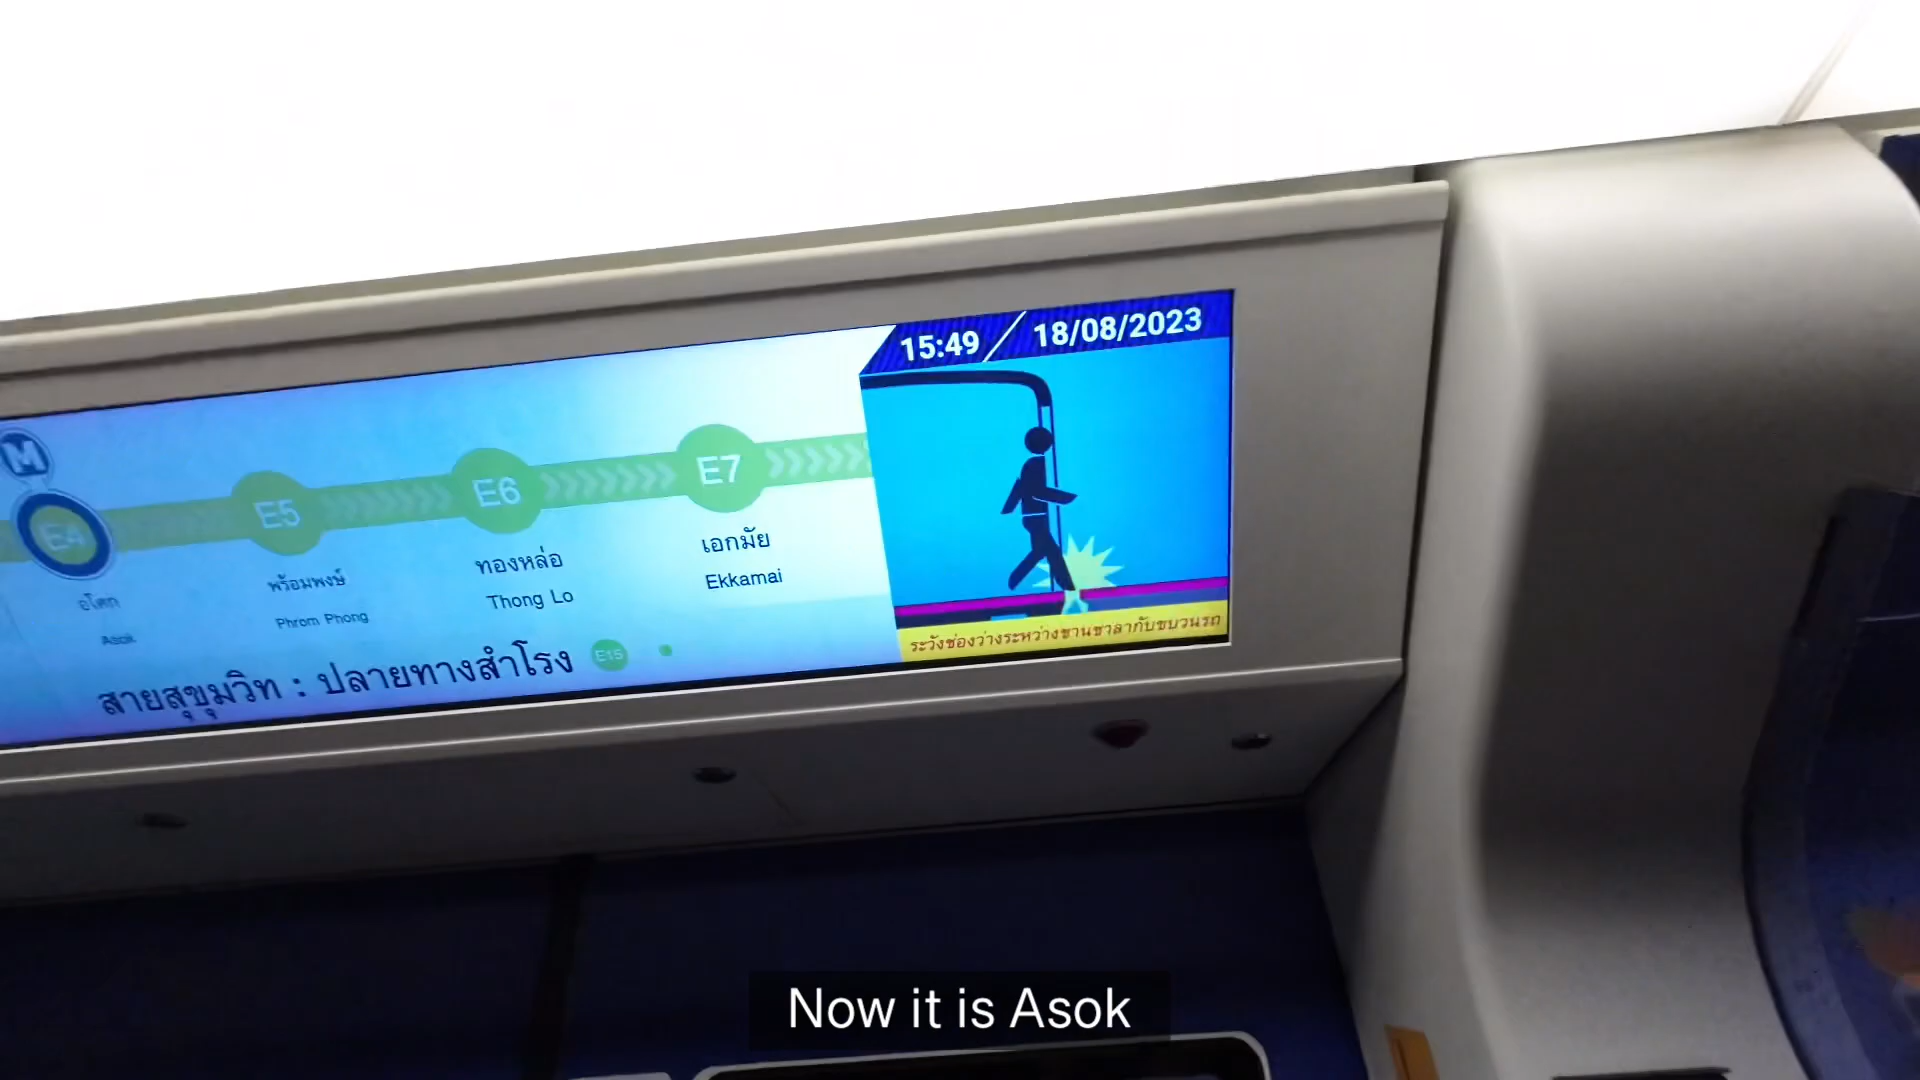 15:49 18/08/2023
M
E4 E5 E6 E7
อโศก
Asok
พร้อมพงษ์
Phrom Phong
ทองหล่อ
Thong Lo
เอกมัย
Ekkamai
สายสุขุมวิท : ปลายทางสำโรง E15
ระวังช่องว่างระหว่างชานชาลากับขบวนรถ
Now it is Asok